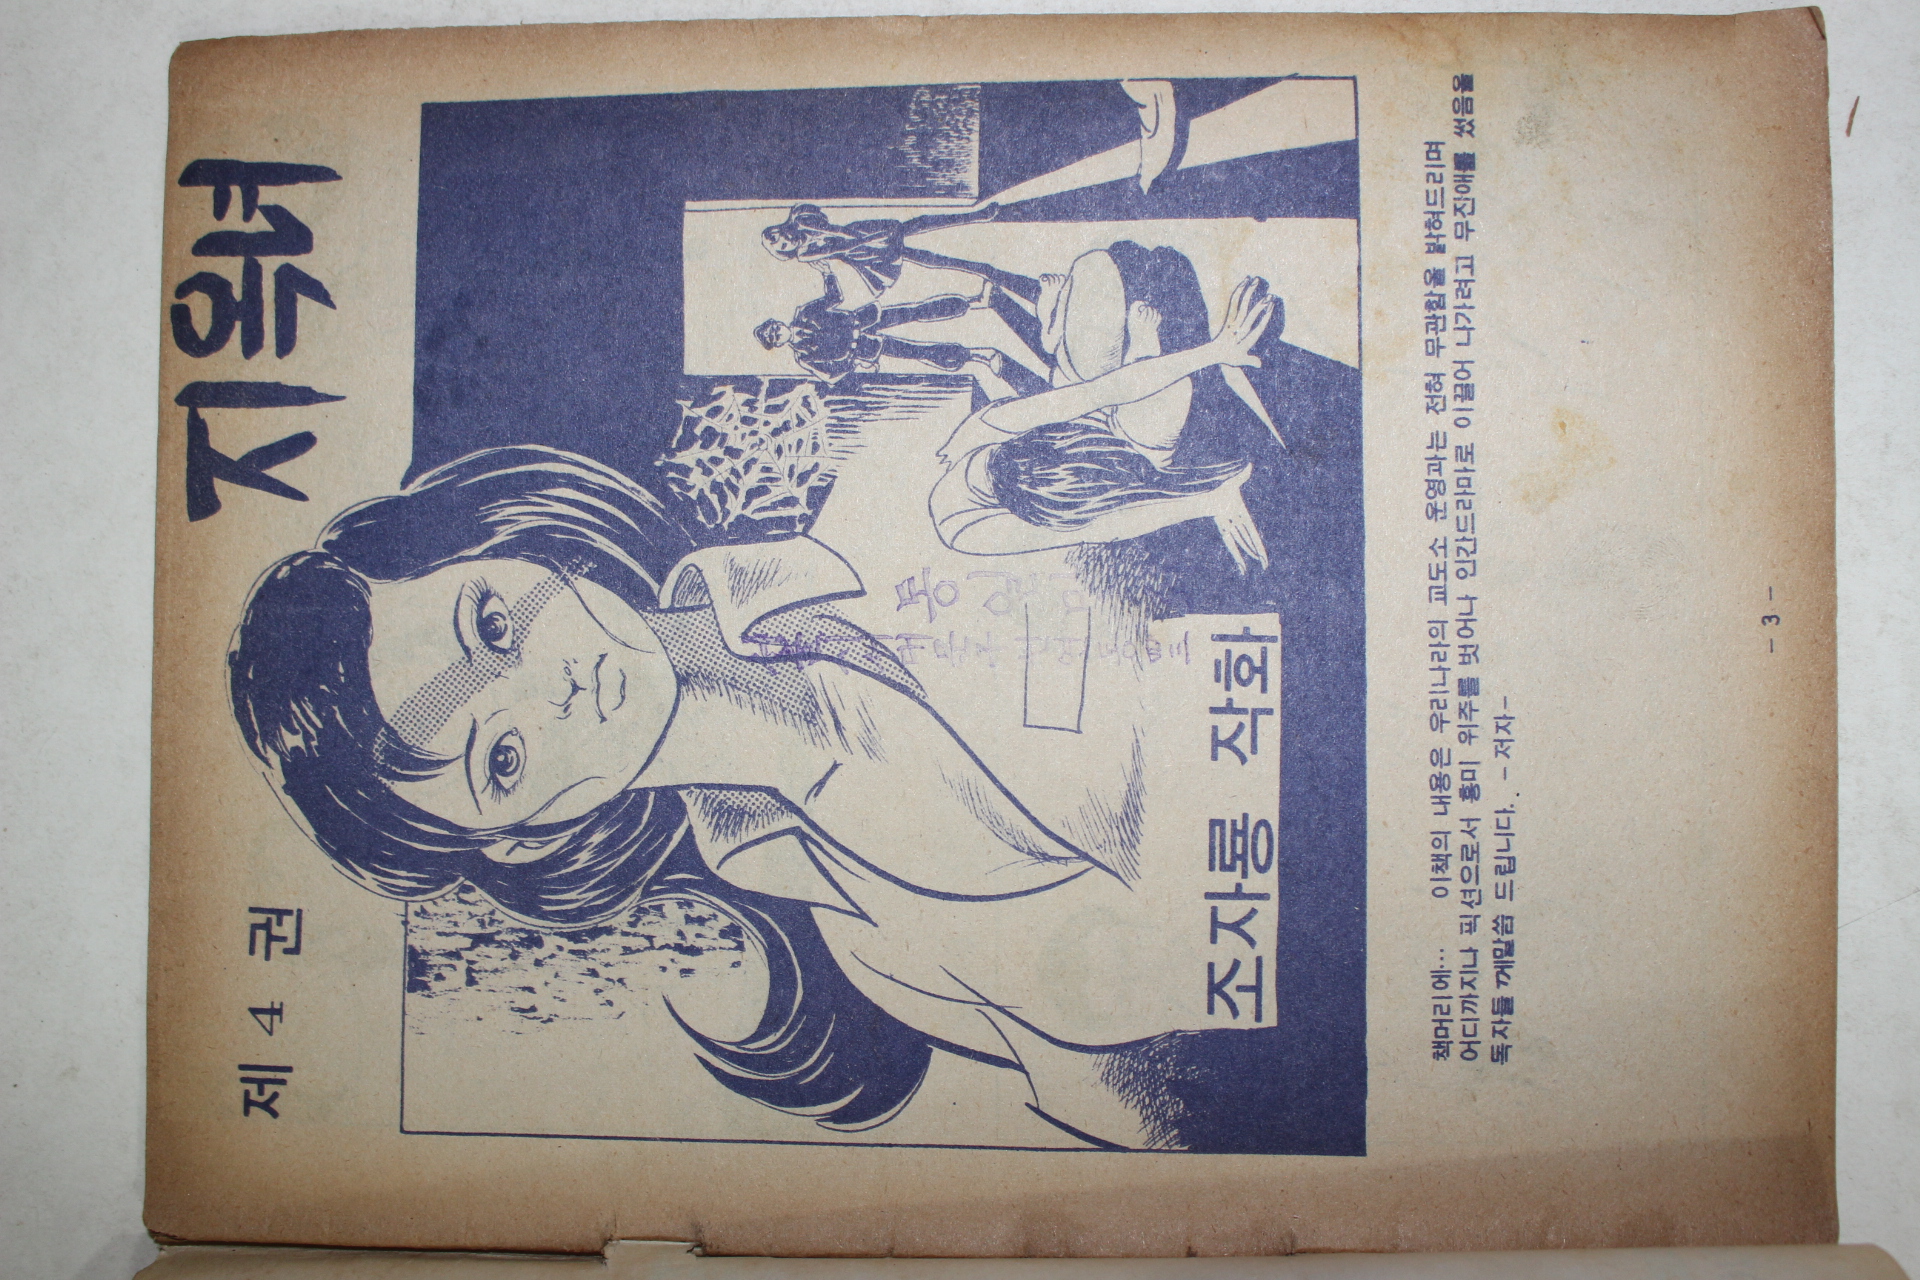 제 4 권
지옥녀
조자룡 작화
책머리에… 이책의 내용은 우리나라의 교도소 운영과는 전혀 무관함을 밝혀드리며
어디까지나 픽션으로서 흥미 위주를 벗어나 인간드라마로 이끌어 나가려고 무진애를 썼음을
독자들께말씀 드립니다. -저자-
- 3 -